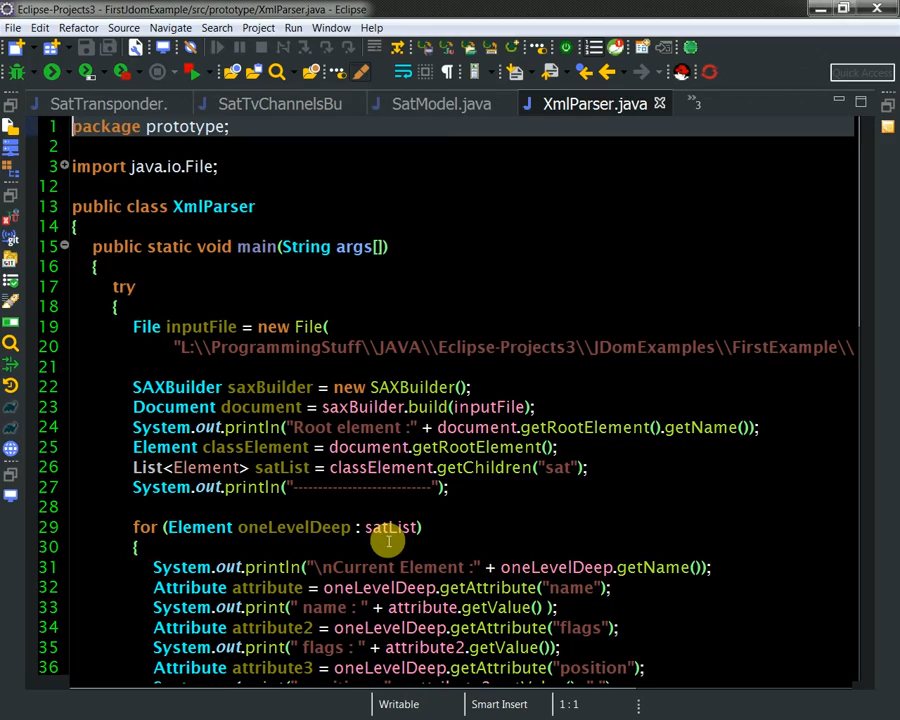 Eclipse-Projects3 - FirstJdomExample/src/prototype/XmlParser.java - Eclipse
File Edit Refactor Source Navigate Search Project Run Window Help
Quick Access
SatTransponder. SatTvChannelsBu SatModel.java XmlParser.java »3
1 package prototype;
2
3 import java.io.File;
12
13 public class XmlParser
14 {
15 public static void main(String args[])
16 {
17 try
18 {
19 File inputFile = new File(
20 "L:\\ProgrammingStuff\\JAVA\\Eclipse-Projects3\\JDomExamples\\FirstExample\\
21
22 SAXBuilder saxBuilder = new SAXBuilder();
23 Document document = saxBuilder.build(inputFile);
24 System.out.println("Root element :" + document.getRootElement().getName());
25 Element classElement = document.getRootElement();
26 List<Element> satList = classElement.getChildren("sat");
27 System.out.println("----------------------------");
28
29 for (Element oneLevelDeep : satList)
30 {
31 System.out.println("\nCurrent Element :" + oneLevelDeep.getName());
32 Attribute attribute = oneLevelDeep.getAttribute("name");
33 System.out.print(" name : " + attribute.getValue() );
34 Attribute attribute2 = oneLevelDeep.getAttribute("flags");
35 System.out.print(" flags : " + attribute2.getValue());
36 Attribute attribute3 = oneLevelDeep.getAttribute("position");
Writable Smart Insert 1 : 1